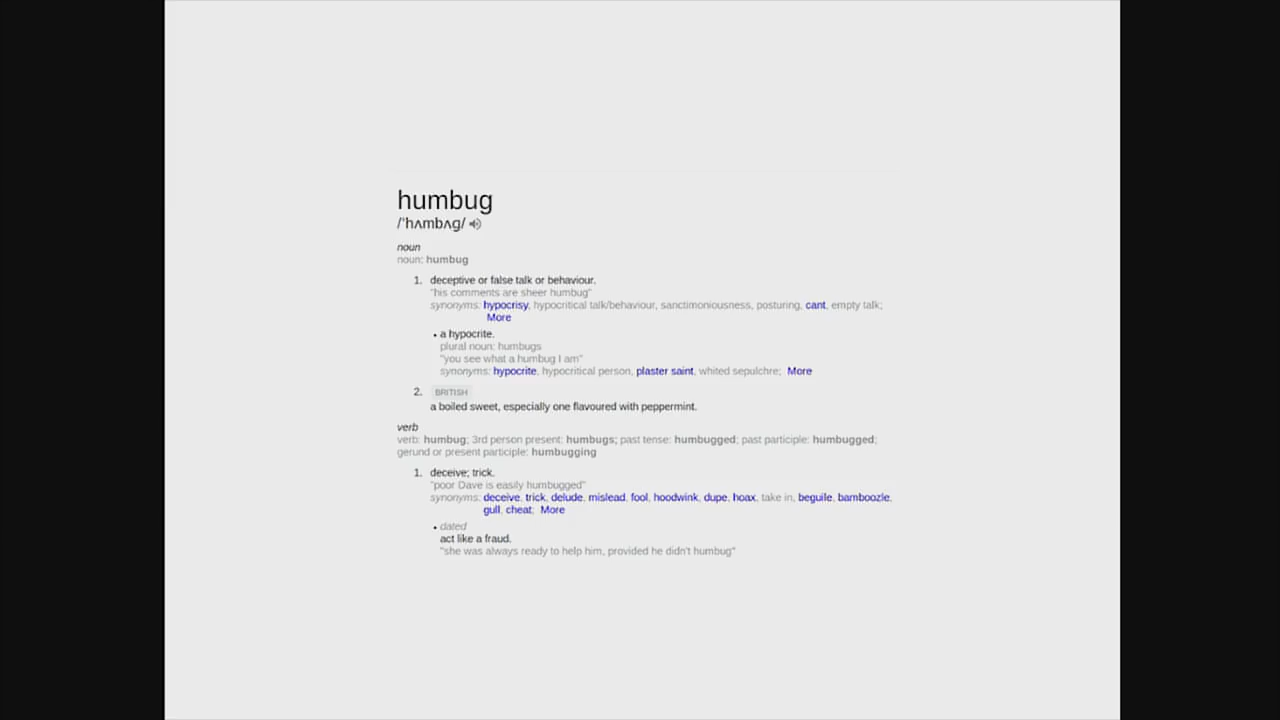 humbug
/ˈhʌmbʌɡ/
noun
noun: humbug
1. deceptive or false talk or behaviour.
"his comments are sheer humbug"
synonyms: hypocrisy, hypocritical talk/behaviour, sanctimoniousness, posturing, cant, empty talk;
More
• a hypocrite.
plural noun: humbugs
"you see what a humbug I am"
synonyms: hypocrite, hypocritical person, plaster saint, whited sepulchre; More
2. BRITISH
a boiled sweet, especially one flavoured with peppermint.
verb
verb: humbug; 3rd person present: humbugs; past tense: humbugged; past participle: humbugged;
gerund or present participle: humbugging
1. deceive; trick.
"poor Dave is easily humbugged"
synonyms: deceive, trick, delude, mislead, fool, hoodwink, dupe, hoax, take in, beguile, bamboozle,
gull, cheat; More
• dated
act like a fraud.
"she was always ready to help him, provided he didn't humbug"